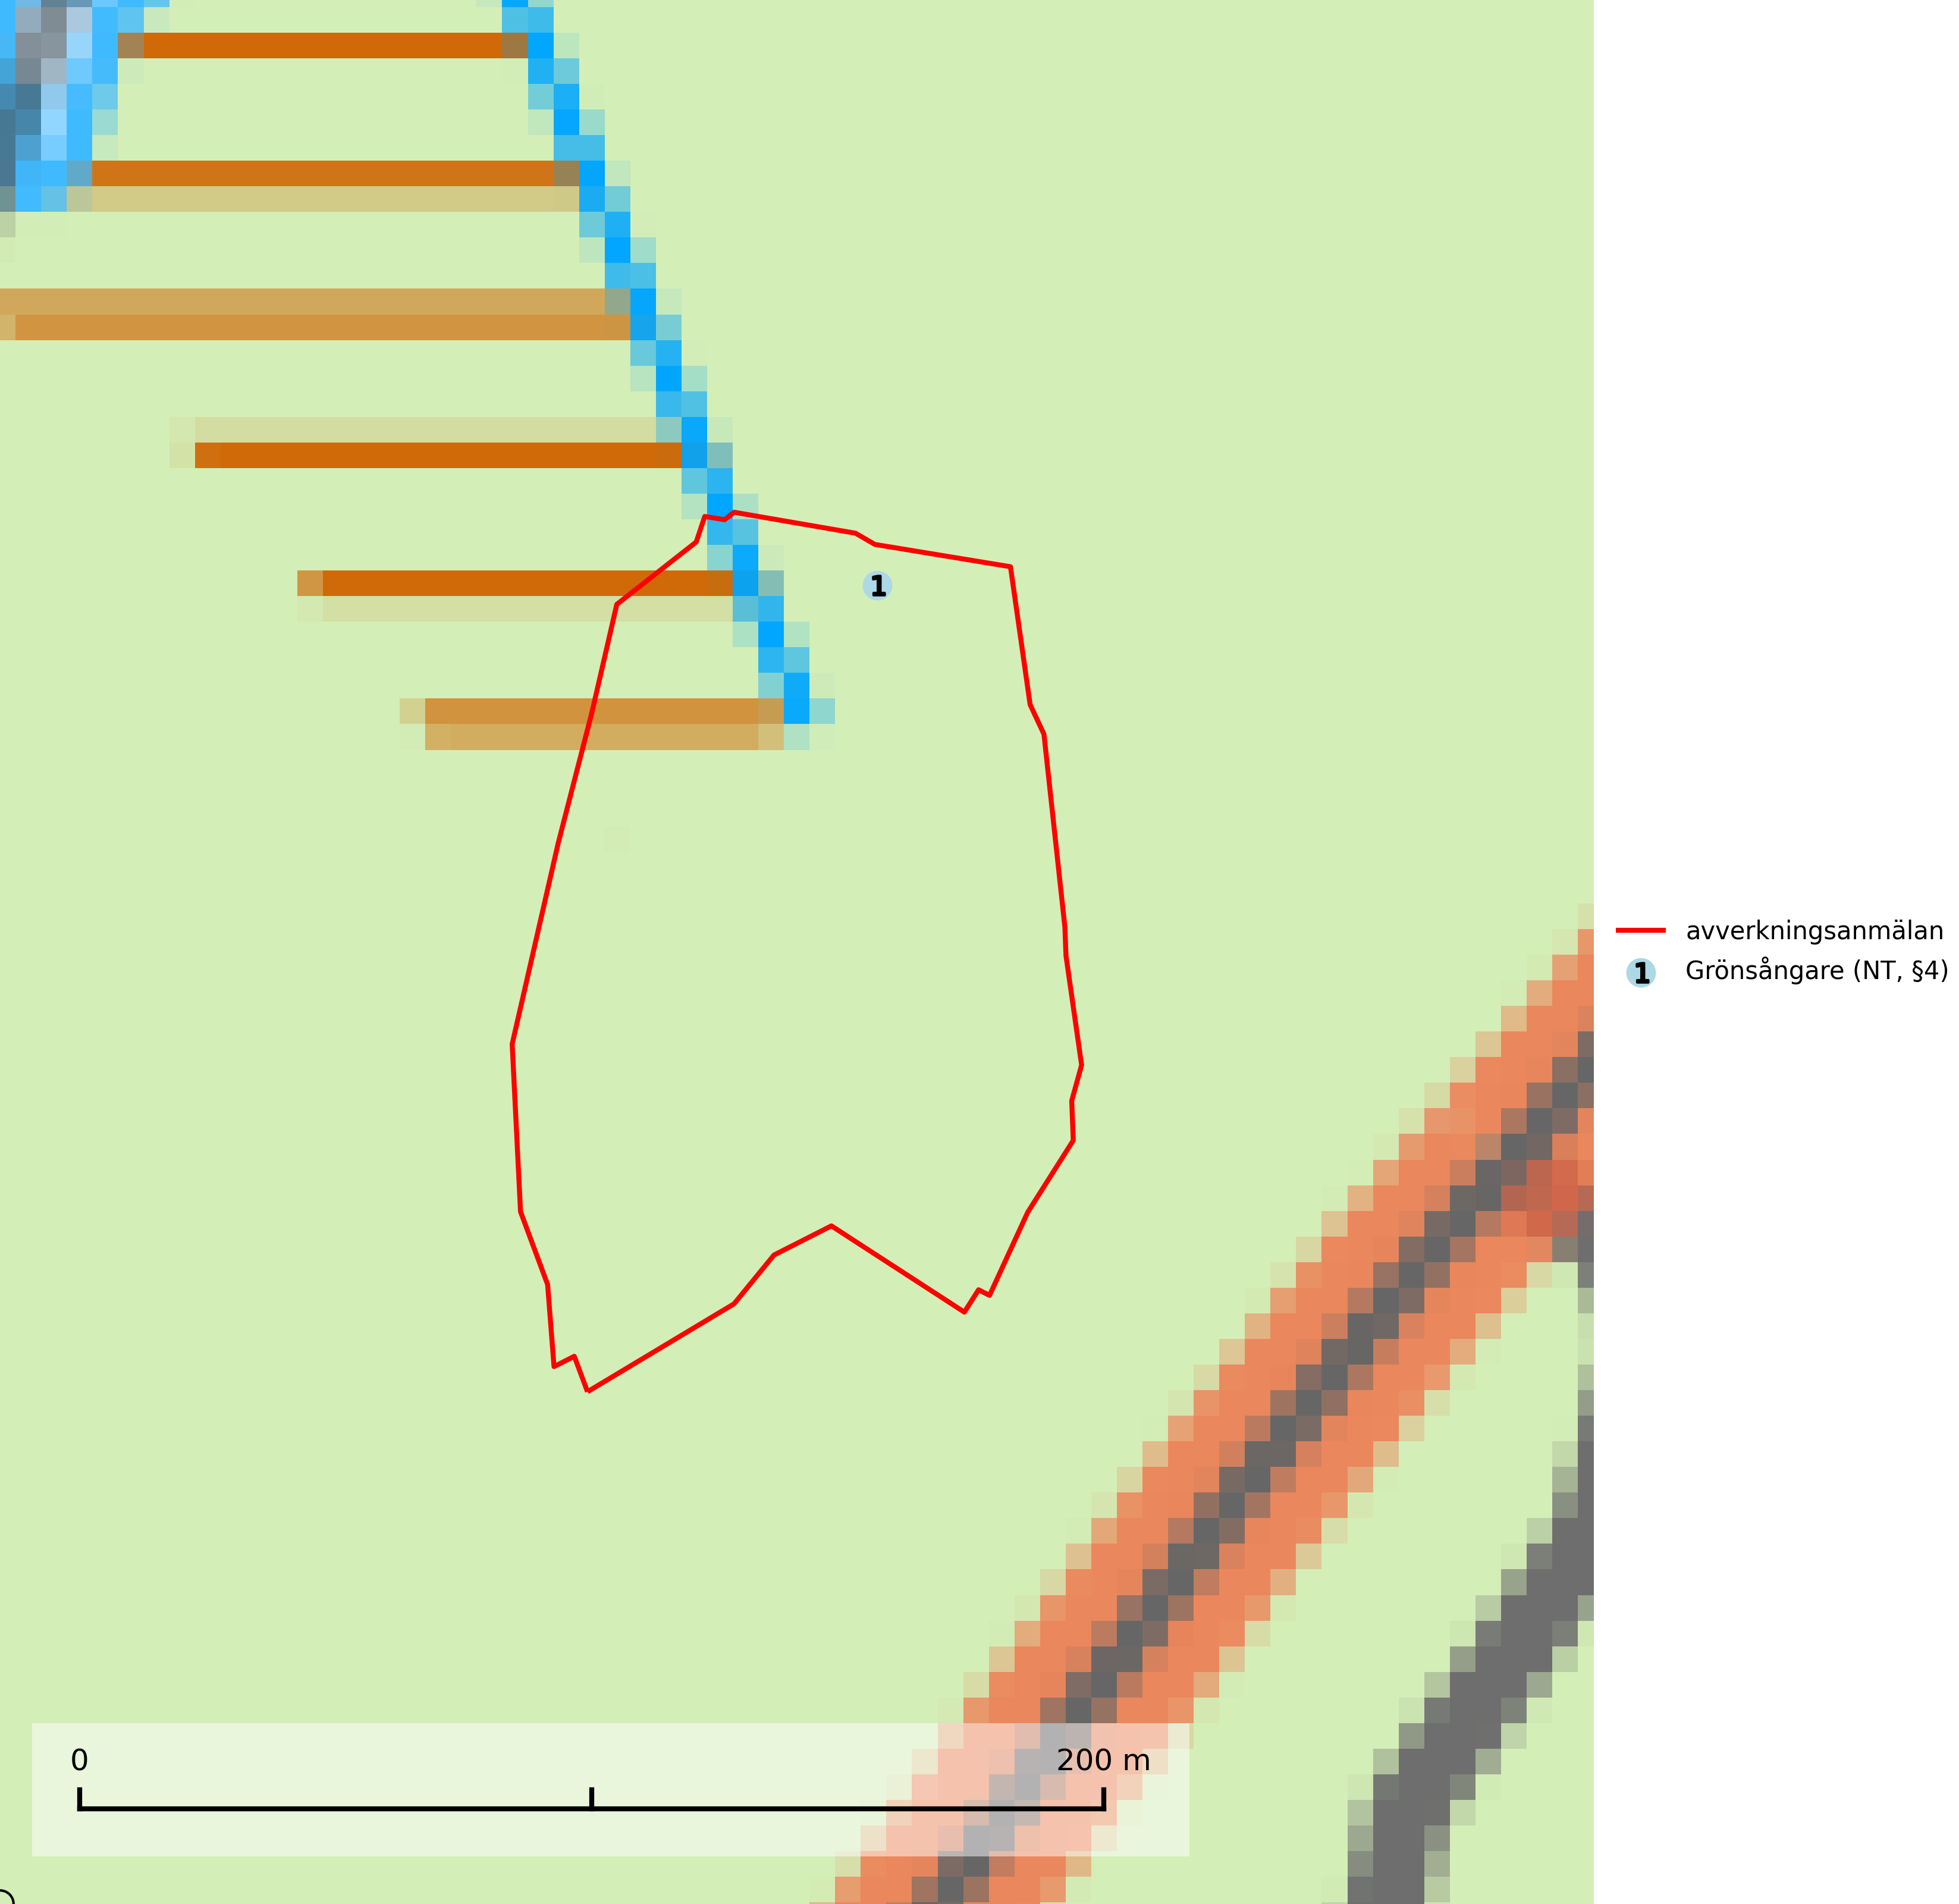 1
avverkningsanmälan
1 Grönsångare (NT, §4)
0 200 m